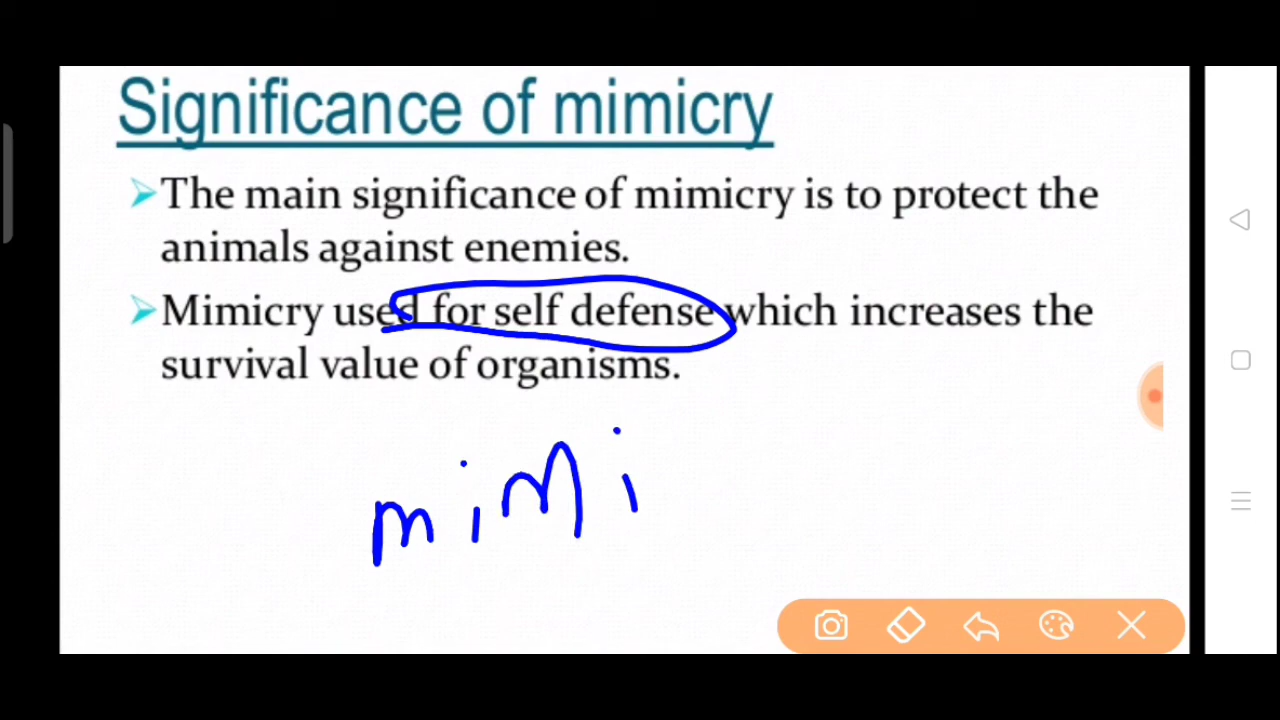 Significance of mimicry
➢The main significance of mimicry is to protect the
animals against enemies.
➢Mimicry used for self defense which increases the
survival value of organisms.
miMi